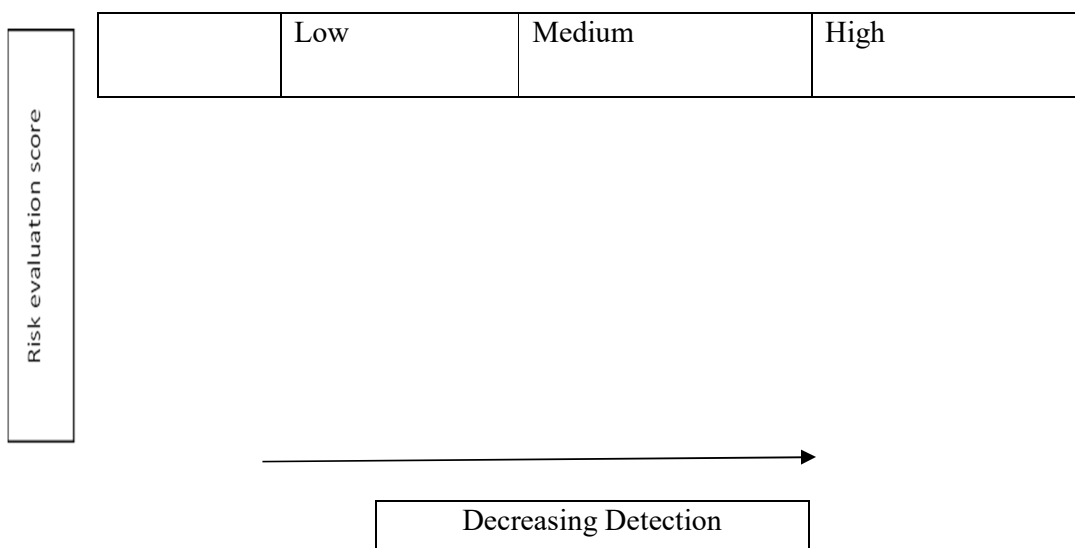 Low Medium High
Risk evaluation score
Decreasing Detection